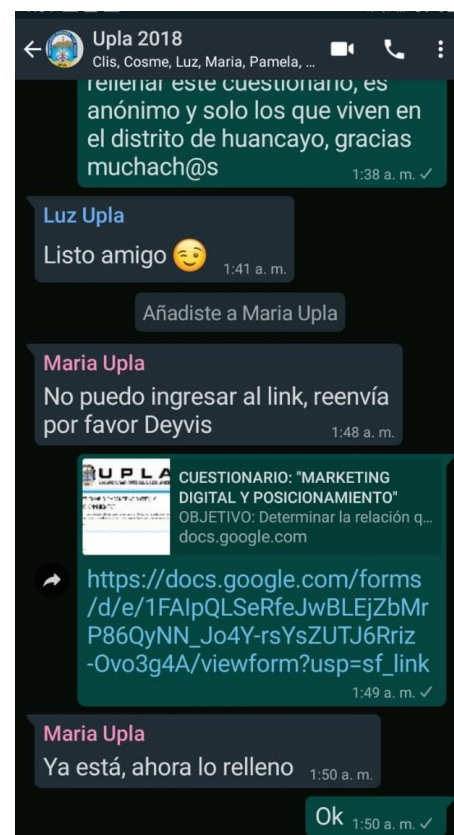 Upla 2018
Clis, Cosme, Luz, Maria, Pamela, ...
rellenar este cuestionario, es
anónimo y solo los que viven en
el distrito de huancayo, gracias
muchach@s
1:38 a. m.
Luz Upla
Listo amigo 😉
1:41 a. m.
Añadiste a Maria Upla
Maria Upla
No puedo ingresar al link, reenvía
por favor Deyvis
1:48 a. m.
UPLA
CUESTIONARIO: "MARKETING
DIGITAL Y POSICIONAMIENTO"
OBJETIVO: Determinar la relación q...
docs.google.com
https://docs.google.com/forms
/d/e/1FAIpQLSeRfeJwBLEjZbMr
P86QyNN_Jo4Y-rsYsZUTJ6Rriz
-Ovo3g4A/viewform?usp=sf_link
1:49 a. m.
Maria Upla
Ya está, ahora lo relleno
1:50 a. m.
Ok
1:50 a. m.